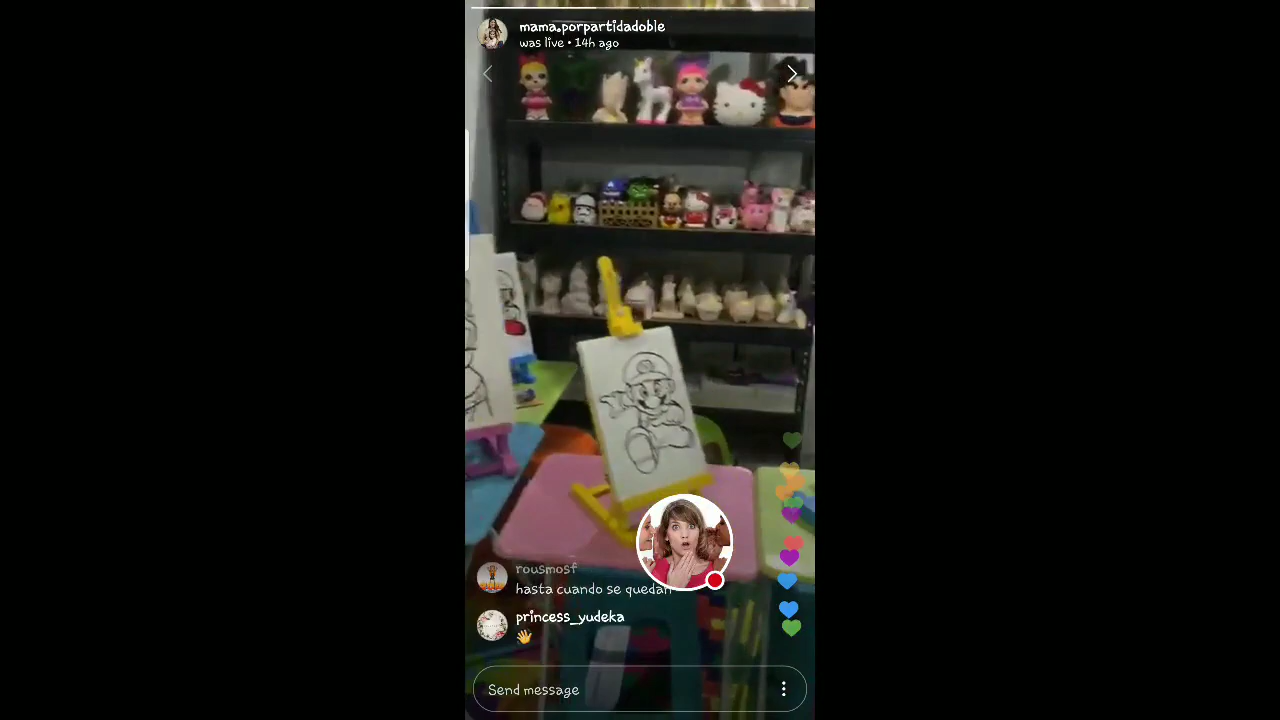 mama.porpartidadoble
was live • 14h ago
rousmosf
hasta cuando se quedan
princess_yudeka
👋
Send message